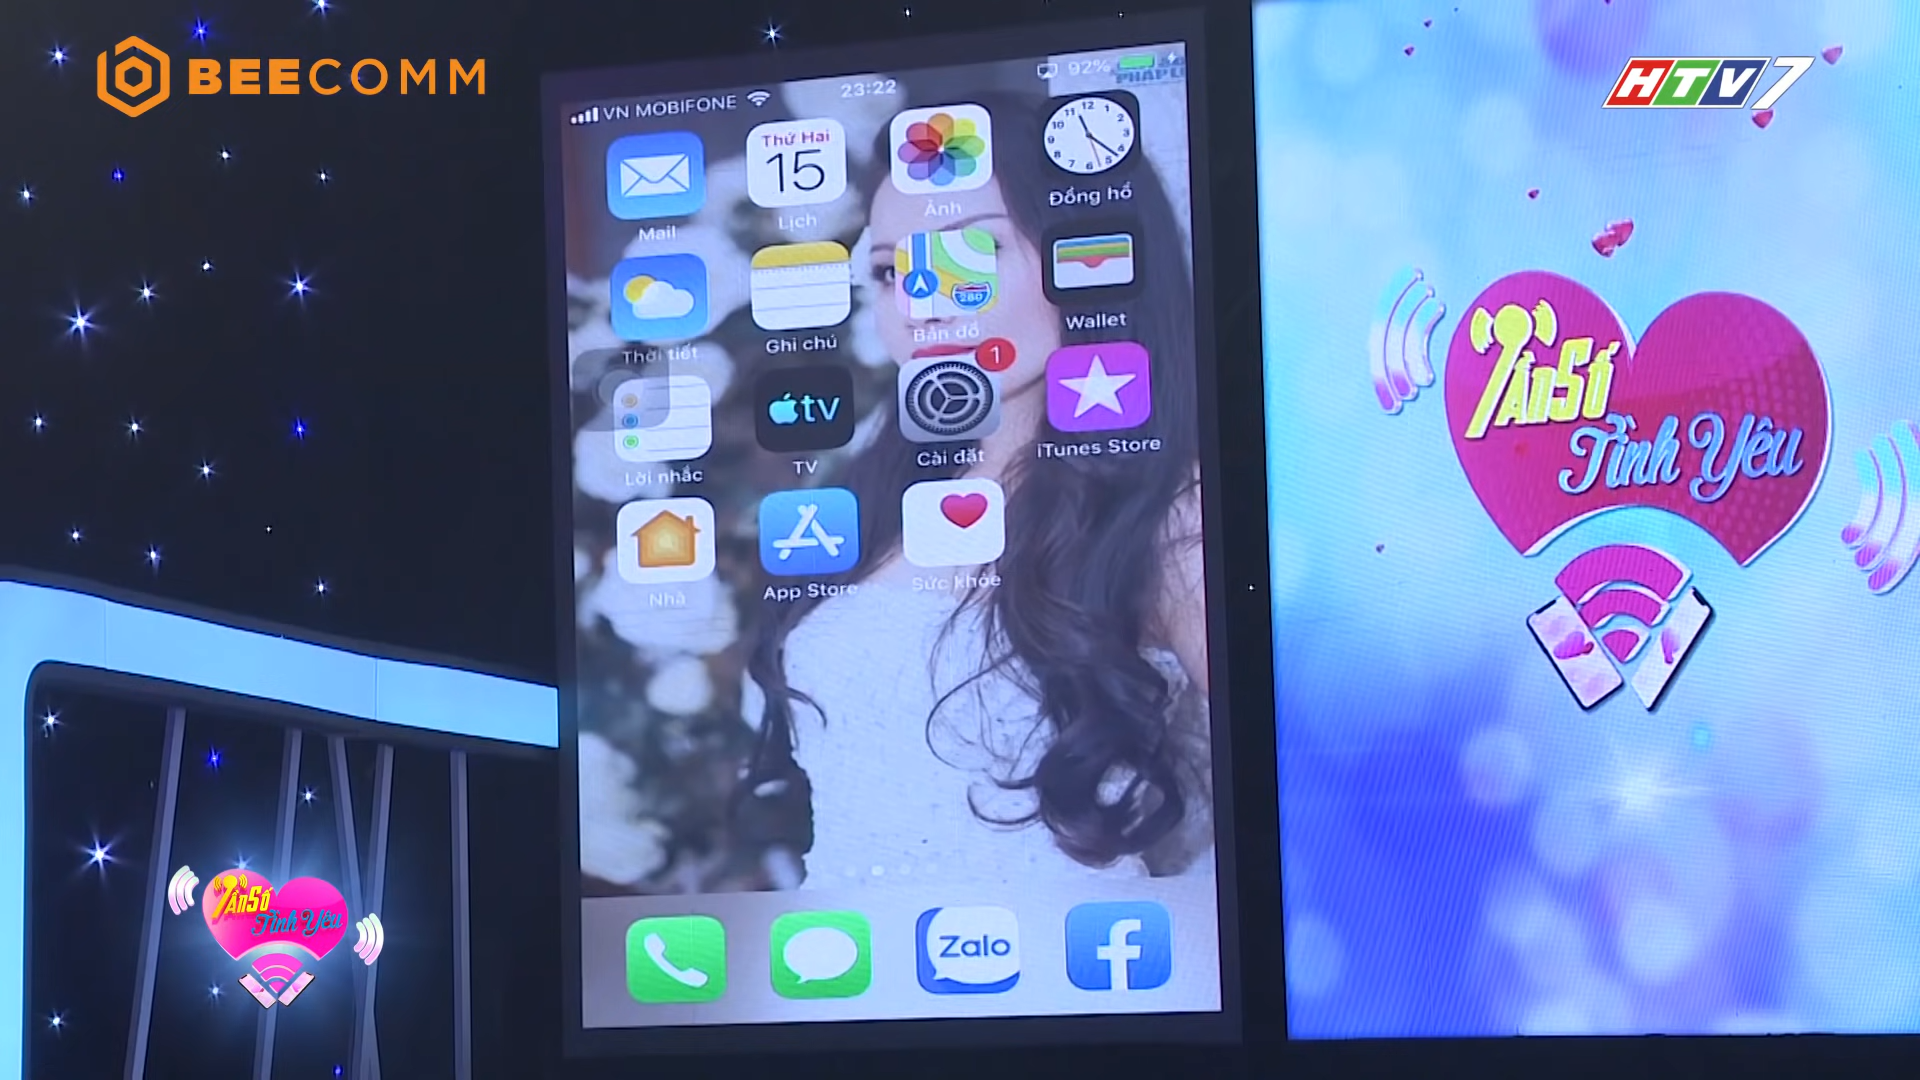 BEECOMM
HTV7
VN MOBIFONE
23:22
92%
Thứ Hai
15
Mail
Lịch
Ảnh
Đồng hồ
280
Thời tiết
Ghi chú
Bản đồ
Wallet
1
tv
Lời nhắc
TV
Cài đặt
iTunes Store
Nhà
App Store
Sức khỏe
Zalo
f
Tần Số
Tình Yêu
Tần Số
Tình Yêu